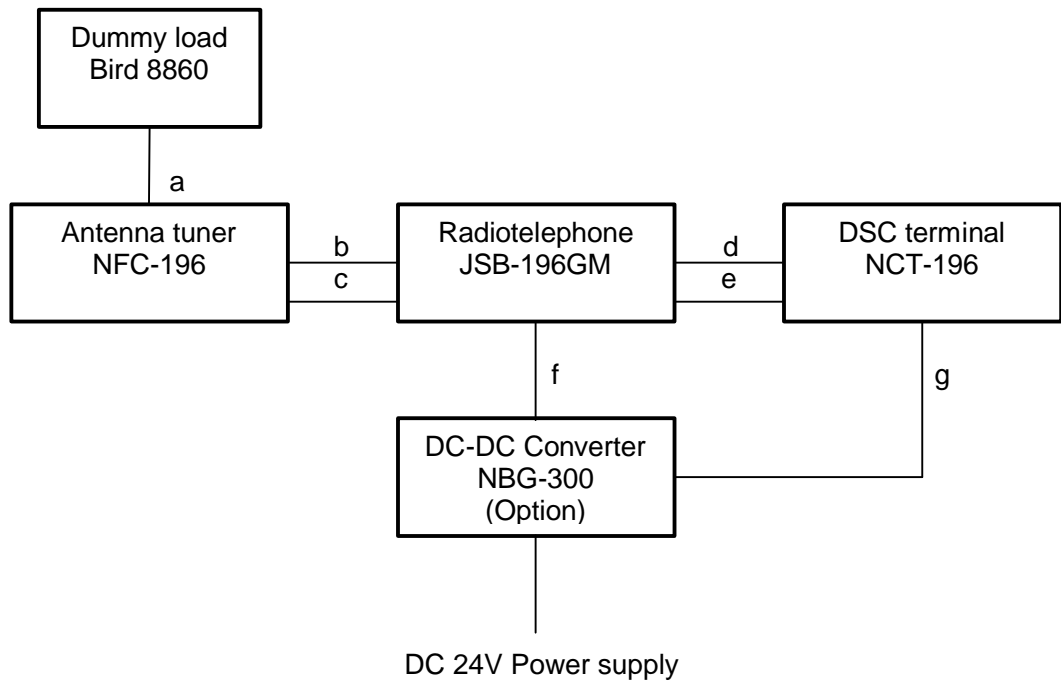 Dummy load
Bird 8860
a
Antenna tuner
NFC-196
b
c
Radiotelephone
JSB-196GM
d
e
DSC terminal
NCT-196
f
g
DC-DC Converter
NBG-300
(Option)
DC 24V Power supply